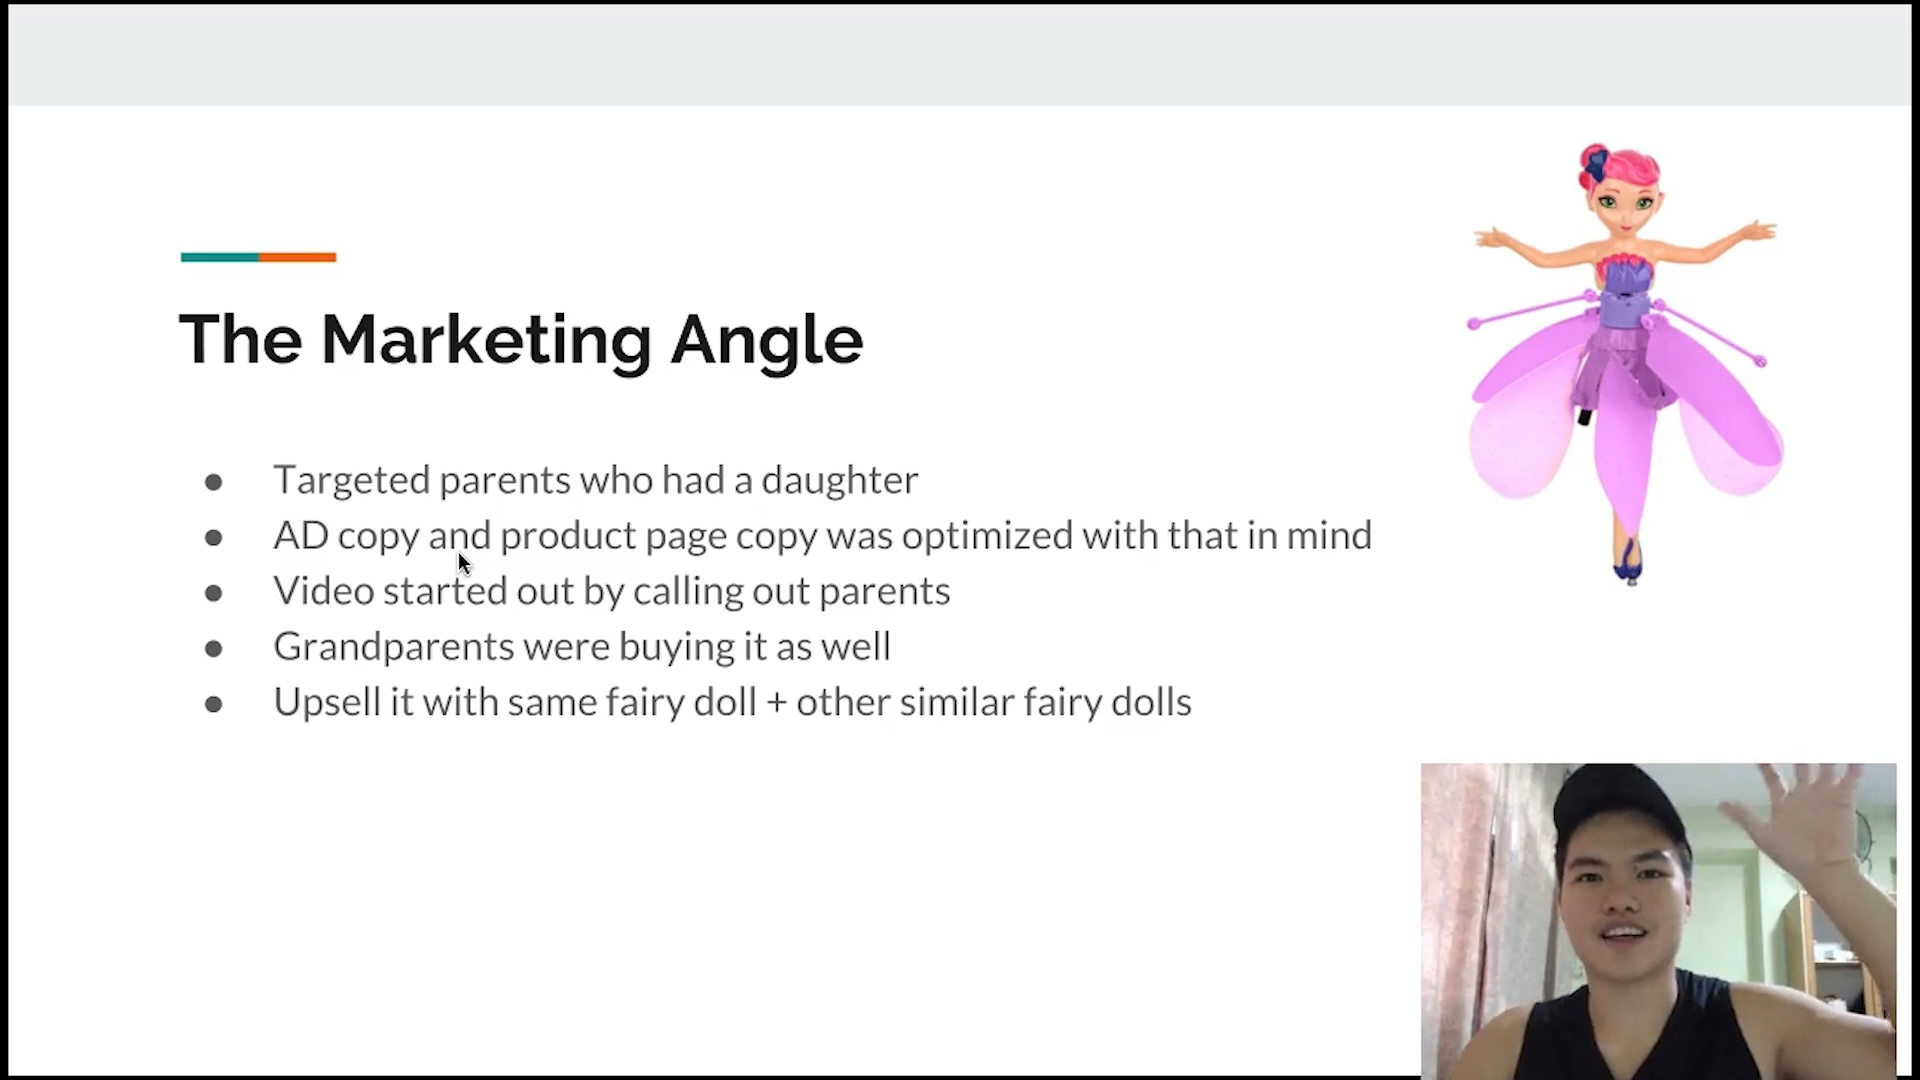 The Marketing Angle
Targeted parents who had a daughter
AD copy and product page copy was optimized with that in mind
Video started out by calling out parents
Grandparents were buying it as well
Upsell it with same fairy doll + other similar fairy dolls